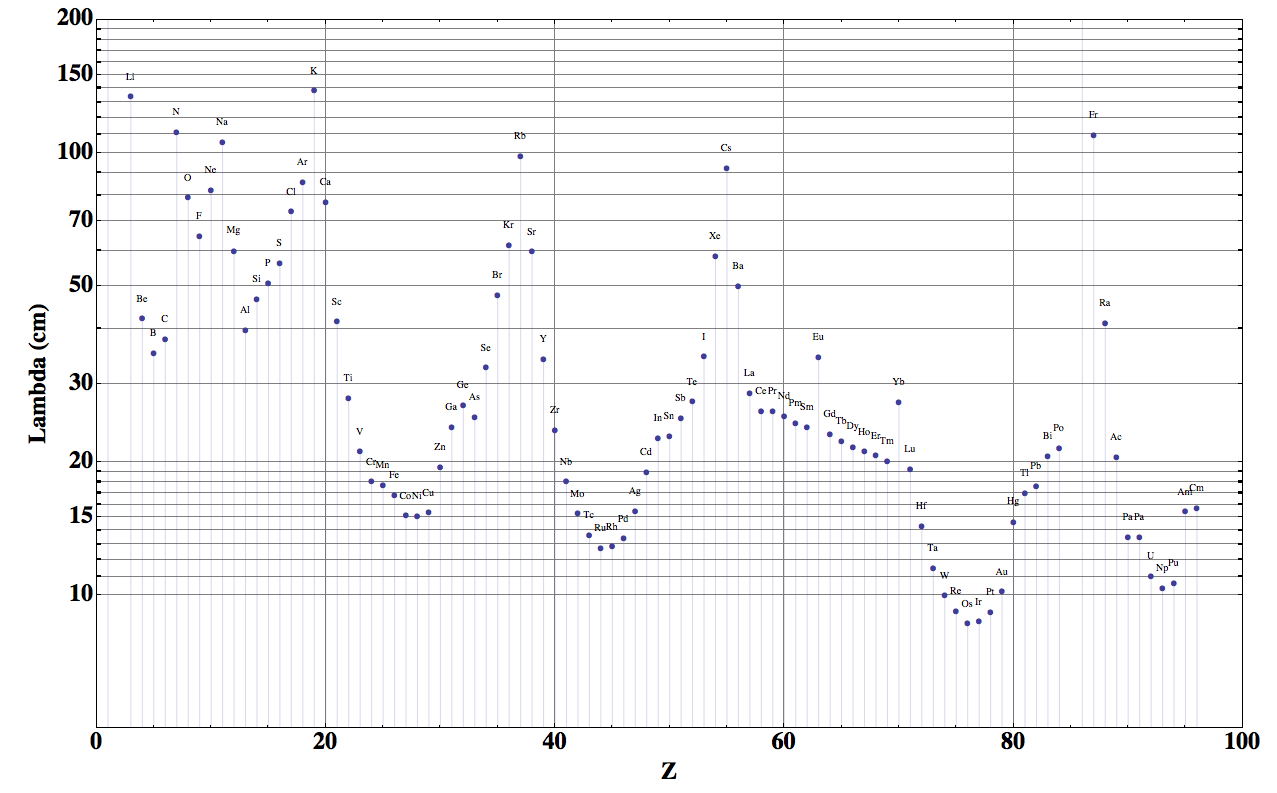 200
150
100
70
50
30
20
15
10
Lambda (cm)
0 20 40 60 80 100
Z
Li
Be
B
C
N
O
F
Ne
Na
Mg
Al
Si
P
S
Cl
Ar
K
Ca
Sc
Ti
V
Cr
Mn
Fe
Co
Ni
Cu
Zn
Ga
Ge
As
Se
Br
Kr
Rb
Sr
Y
Zr
Nb
Mo
Tc
Ru
Rh
Pd
Ag
Cd
In
Sn
Sb
Te
I
Xe
Cs
Ba
La
Ce
Pr
Nd
Pm
Sm
Eu
Gd
Tb
Dy
Ho
Er
Tm
Yb
Lu
Hf
Ta
W
Re
Os
Ir
Pt
Au
Hg
Tl
Pb
Bi
Po
Fr
Ra
Ac
Pa
Pa
U
Np
Pu
Am
Cm